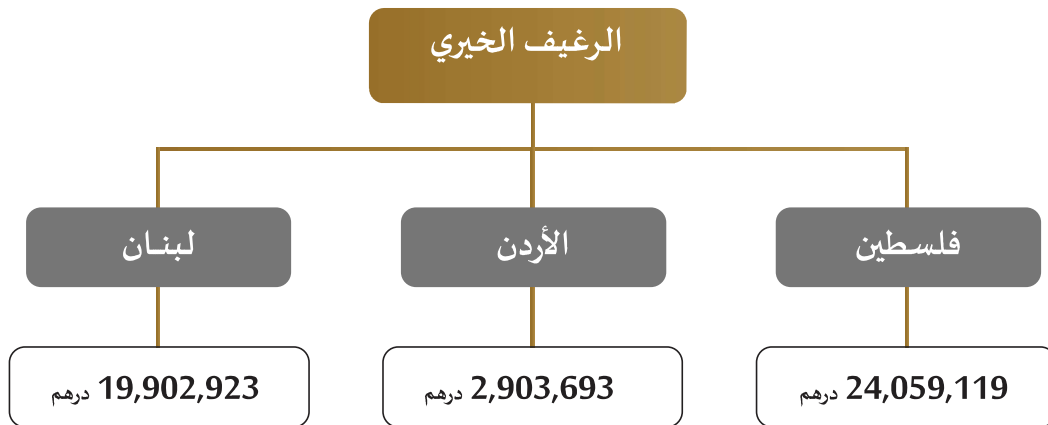 الرغيف الخيري
فلسطين
الأردن
لبنان
24,059,119 درهم
2,903,693 درهم
19,902,923 درهم